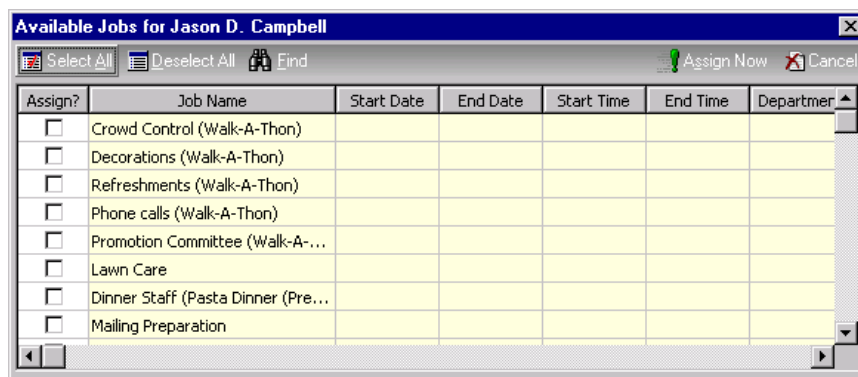 Available Jobs for Jason D. Campbell
Select All Deselect All Find Assign Now Cancel
Assign? Job Name Start Date End Date Start Time End Time Departmen
Crowd Control (Walk-A-Thon)
Decorations (Walk-A-Thon)
Refreshments (Walk-A-Thon)
Phone calls (Walk-A-Thon)
Promotion Committee (Walk-A-...
Lawn Care
Dinner Staff (Pasta Dinner (Pre...
Mailing Preparation